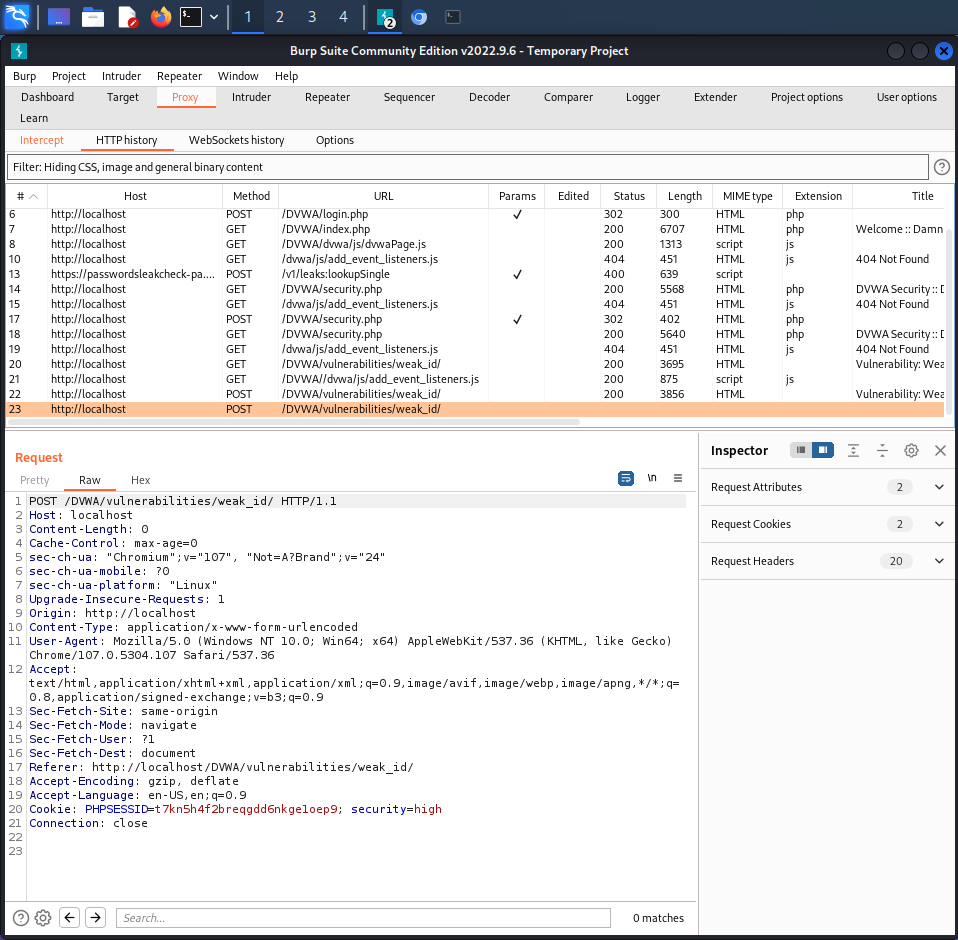 1 2 3 4 2
Burp Suite Community Edition v2022.9.6 - Temporary Project
Burp Project Intruder Repeater Window Help
Dashboard Target Proxy Intruder Repeater Sequencer Decoder Comparer Logger Extender Project options User options
Learn
Intercept HTTP history WebSockets history Options
Filter: Hiding CSS, image and general binary content
# Host Method URL Params Edited Status Length MIME type Extension Title
6 http://localhost POST /DVWA/login.php ✓ 302 300 HTML php
7 http://localhost GET /DVWA/index.php 200 6707 HTML php Welcome :: Damn
8 http://localhost GET /DVWA/dvwa/js/dvwaPage.js 200 1313 script js
10 http://localhost GET /dvwa/js/add_event_listeners.js 404 451 HTML js 404 Not Found
13 https://passwordsleakcheck-pa.... POST /v1/leaks:lookupSingle ✓ 400 639 script
14 http://localhost GET /DVWA/security.php 200 5568 HTML php DVWA Security :: D
15 http://localhost GET /dvwa/js/add_event_listeners.js 404 451 HTML js 404 Not Found
17 http://localhost POST /DVWA/security.php ✓ 302 402 HTML php
18 http://localhost GET /DVWA/security.php 200 5640 HTML php DVWA Security :: D
19 http://localhost GET /dvwa/js/add_event_listeners.js 404 451 HTML js 404 Not Found
20 http://localhost GET /DVWA/vulnerabilities/weak_id/ 200 3695 HTML Vulnerability: Wea
21 http://localhost GET /DVWA//dvwa/js/add_event_listeners.js 200 875 script js
22 http://localhost POST /DVWA/vulnerabilities/weak_id/ 200 3856 HTML Vulnerability: Wea
23 http://localhost POST /DVWA/vulnerabilities/weak_id/
Request
Pretty Raw Hex \n
1 POST /DVWA/vulnerabilities/weak_id/ HTTP/1.1
2 Host: localhost
3 Content-Length: 0
4 Cache-Control: max-age=0
5 sec-ch-ua: "Chromium";v="107", "Not=A?Brand";v="24"
6 sec-ch-ua-mobile: ?0
7 sec-ch-ua-platform: "Linux"
8 Upgrade-Insecure-Requests: 1
9 Origin: http://localhost
10 Content-Type: application/x-www-form-urlencoded
11 User-Agent: Mozilla/5.0 (Windows NT 10.0; Win64; x64) AppleWebKit/537.36 (KHTML, like Gecko)
Chrome/107.0.5304.107 Safari/537.36
12 Accept:
text/html,application/xhtml+xml,application/xml;q=0.9,image/avif,image/webp,image/apng,*/*;q=
0.8,application/signed-exchange;v=b3;q=0.9
13 Sec-Fetch-Site: same-origin
14 Sec-Fetch-Mode: navigate
15 Sec-Fetch-User: ?1
16 Sec-Fetch-Dest: document
17 Referer: http://localhost/DVWA/vulnerabilities/weak_id/
18 Accept-Encoding: gzip, deflate
19 Accept-Language: en-US,en;q=0.9
20 Cookie: PHPSESSID=t7kn5h4f2breqgdd6nkge1oep9; security=high
21 Connection: close
22
23
Search... 0 matches
Inspector
Request Attributes 2
Request Cookies 2
Request Headers 20